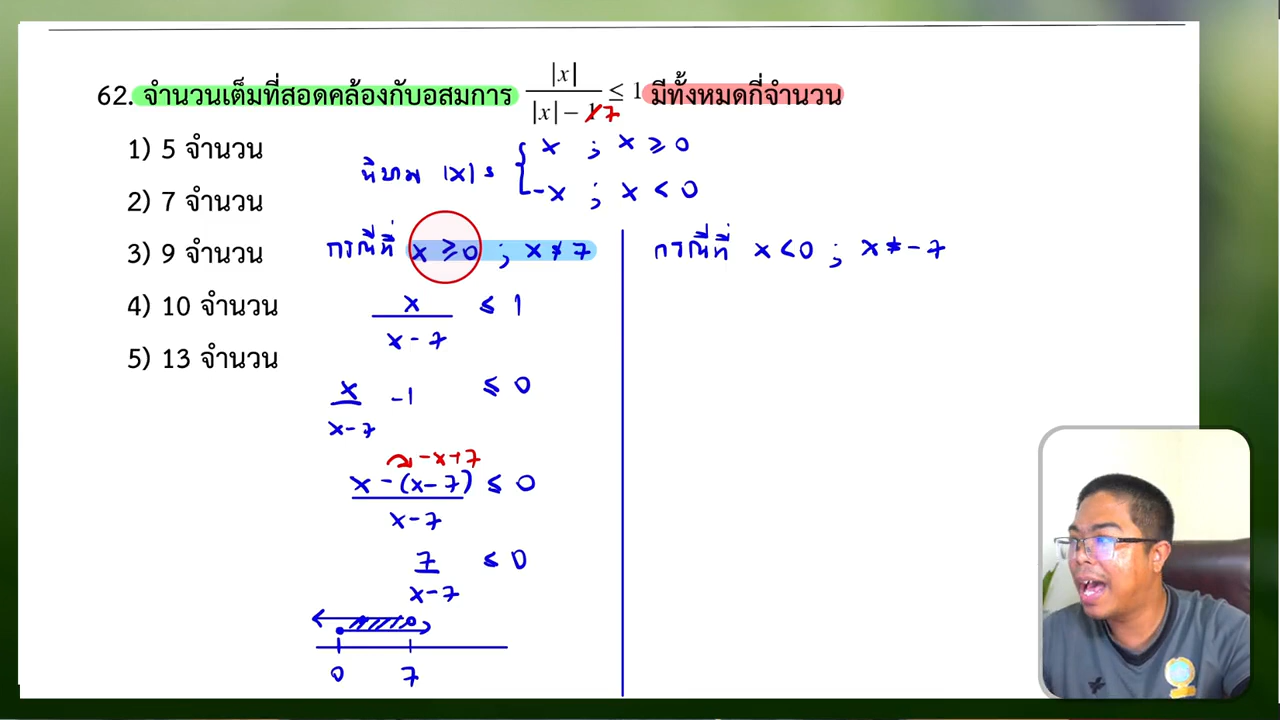 62. จำนวนเต็มที่สอดคล้องกับอสมการ |x| / |x| − 7 ≤ 1 มีทั้งหมดกี่จำนวน
1) 5 จำนวน
2) 7 จำนวน
3) 9 จำนวน
4) 10 จำนวน
5) 13 จำนวน
นิยาม |x| = { x ; x ≥ 0
-x ; x < 0
กรณีที่ x ≥ 0 ; x ≠ 7
x / x - 7 ≤ 1
x / x-7 - 1 ≤ 0
-x+7
x - (x - 7) / x-7 ≤ 0
7 / x-7 ≤ 0
0 7
กรณีที่ x < 0 ; x ≠ -7